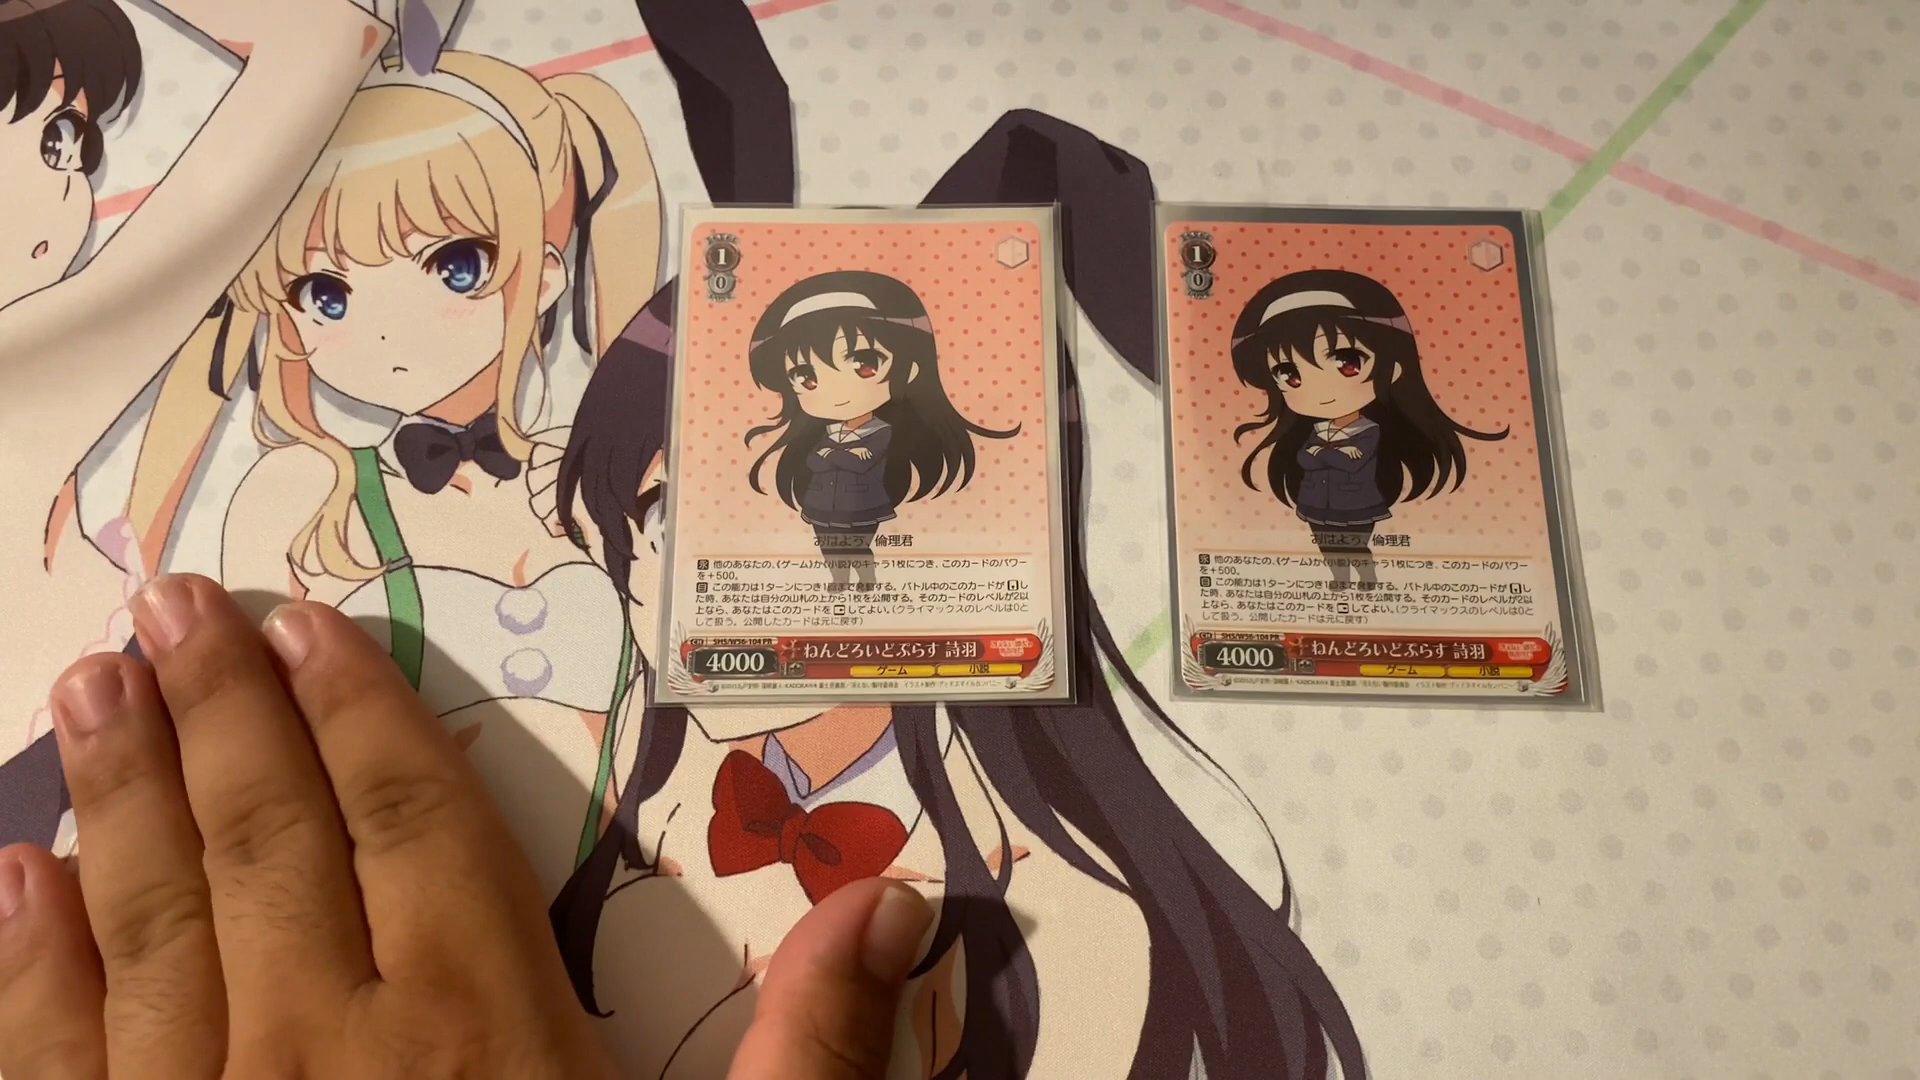 1
0
おはよう、倫理君
永 他のあなたの、《ゲーム》か《小説》のキャラ1枚につき、このカードのパワー
を+500。
自 この能力は1ターンにつき1回まで発動する。バトル中のこのカードが し
た時、あなたは自分の山札の上から1枚を公開する。そのカードのレベルが2以
上なら、あなたはこのカードを してよい。(クライマックスのレベルは0と
して扱う。公開したカードは元に戻す)
CH SHS/W56-104 PR
4000
1
ねんどろいどぷらす 詩羽
ゲーム 小説
1
0
おはよう、倫理君
永 他のあなたの、《ゲーム》か《小説》のキャラ1枚につき、このカードのパワー
を+500。
自 この能力は1ターンにつき1回まで発動する。バトル中のこのカードが し
た時、あなたは自分の山札の上から1枚を公開する。そのカードのレベルが2以
上なら、あなたはこのカードを してよい。(クライマックスのレベルは0と
して扱う。公開したカードは元に戻す)
CH SHS/W56-104 PR
4000
1
ねんどろいどぷらす 詩羽
ゲーム 小説